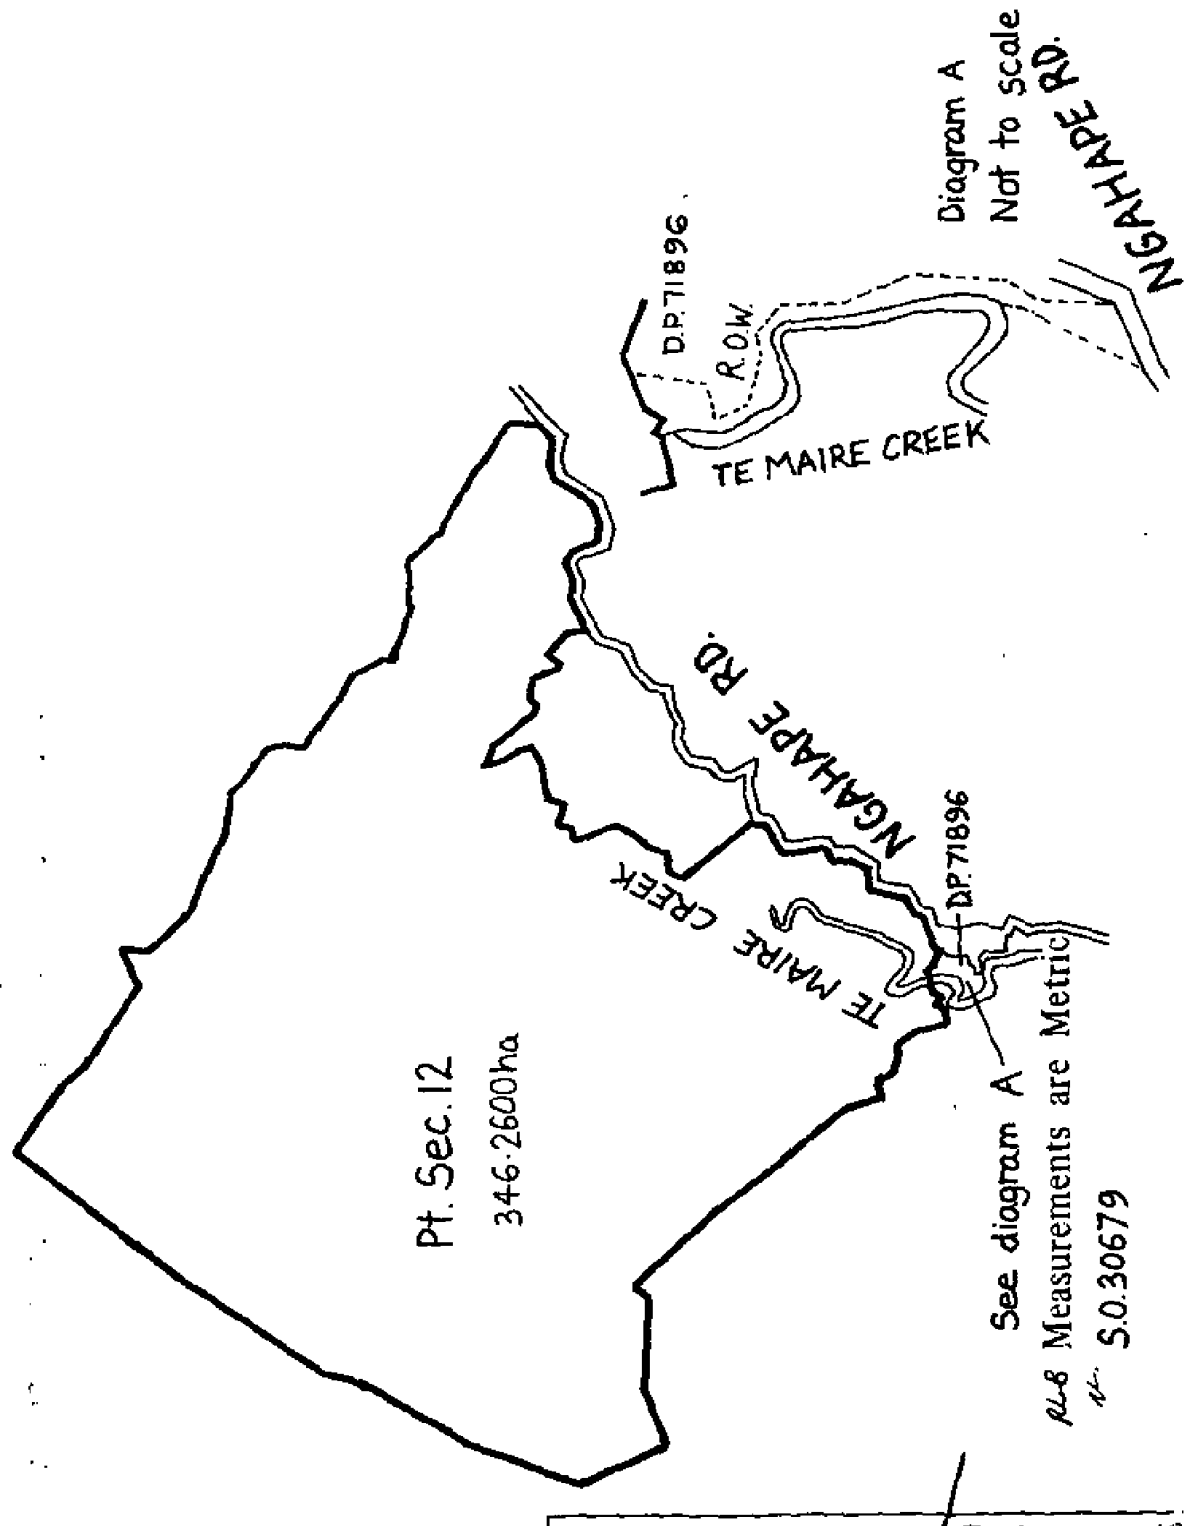 Pt. Sec. 12
346·2600ha
TE MAIRE CREEK
NGAHAPE RD.
D.P.71896
See diagram A
Measurements are Metric
S.O.30679
D.P.71896.
R.O.W.
TE MAIRE CREEK
Diagram A
Not to scale
NGAHAPE RD.